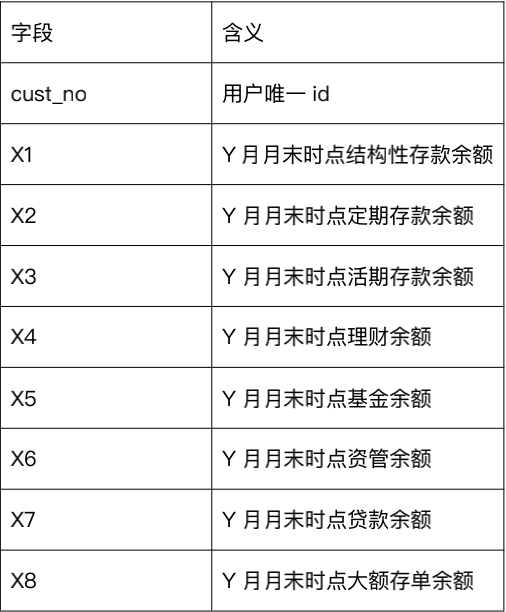 字段 含义
cust_no 用户唯一 id
X1 Y 月月末时点结构性存款余额
X2 Y 月月末时点定期存款余额
X3 Y 月月末时点活期存款余额
X4 Y 月月末时点理财余额
X5 Y 月月末时点基金余额
X6 Y 月月末时点资管余额
X7 Y 月月末时点贷款余额
X8 Y 月月末时点大额存单余额